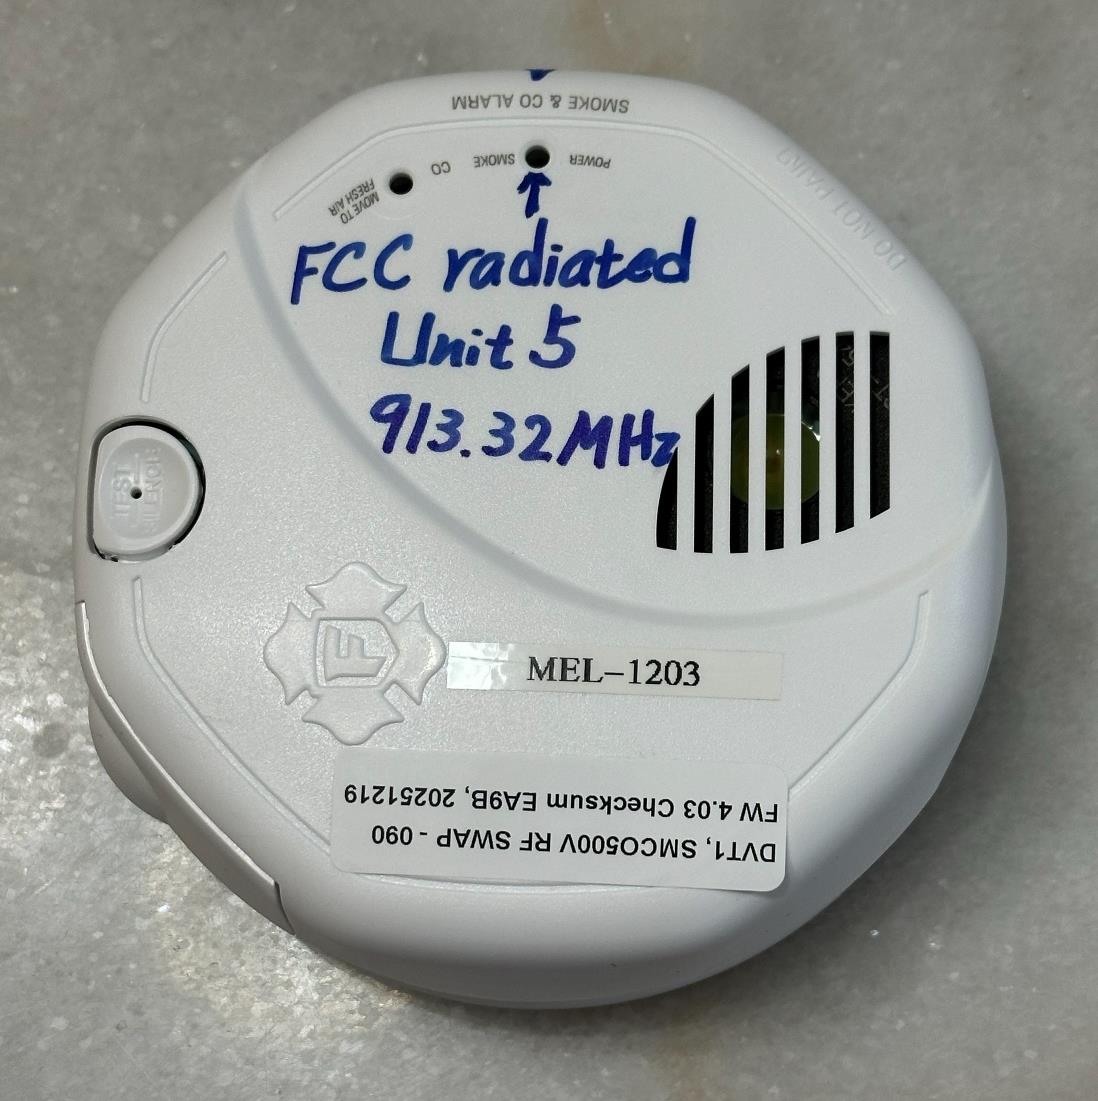 SMOKE & CO ALARM
POWER
SMOKE
CO
MOVE TO
FRESH AIR
DO NOT PAINT
FCC radiated
Unit 5
913.32MHz
TEST
SILENCE
F
MEL-1203
DVT1, SMCO500V RF SWAP - 090
FW 4.03 Checksum EA9B, 20251219